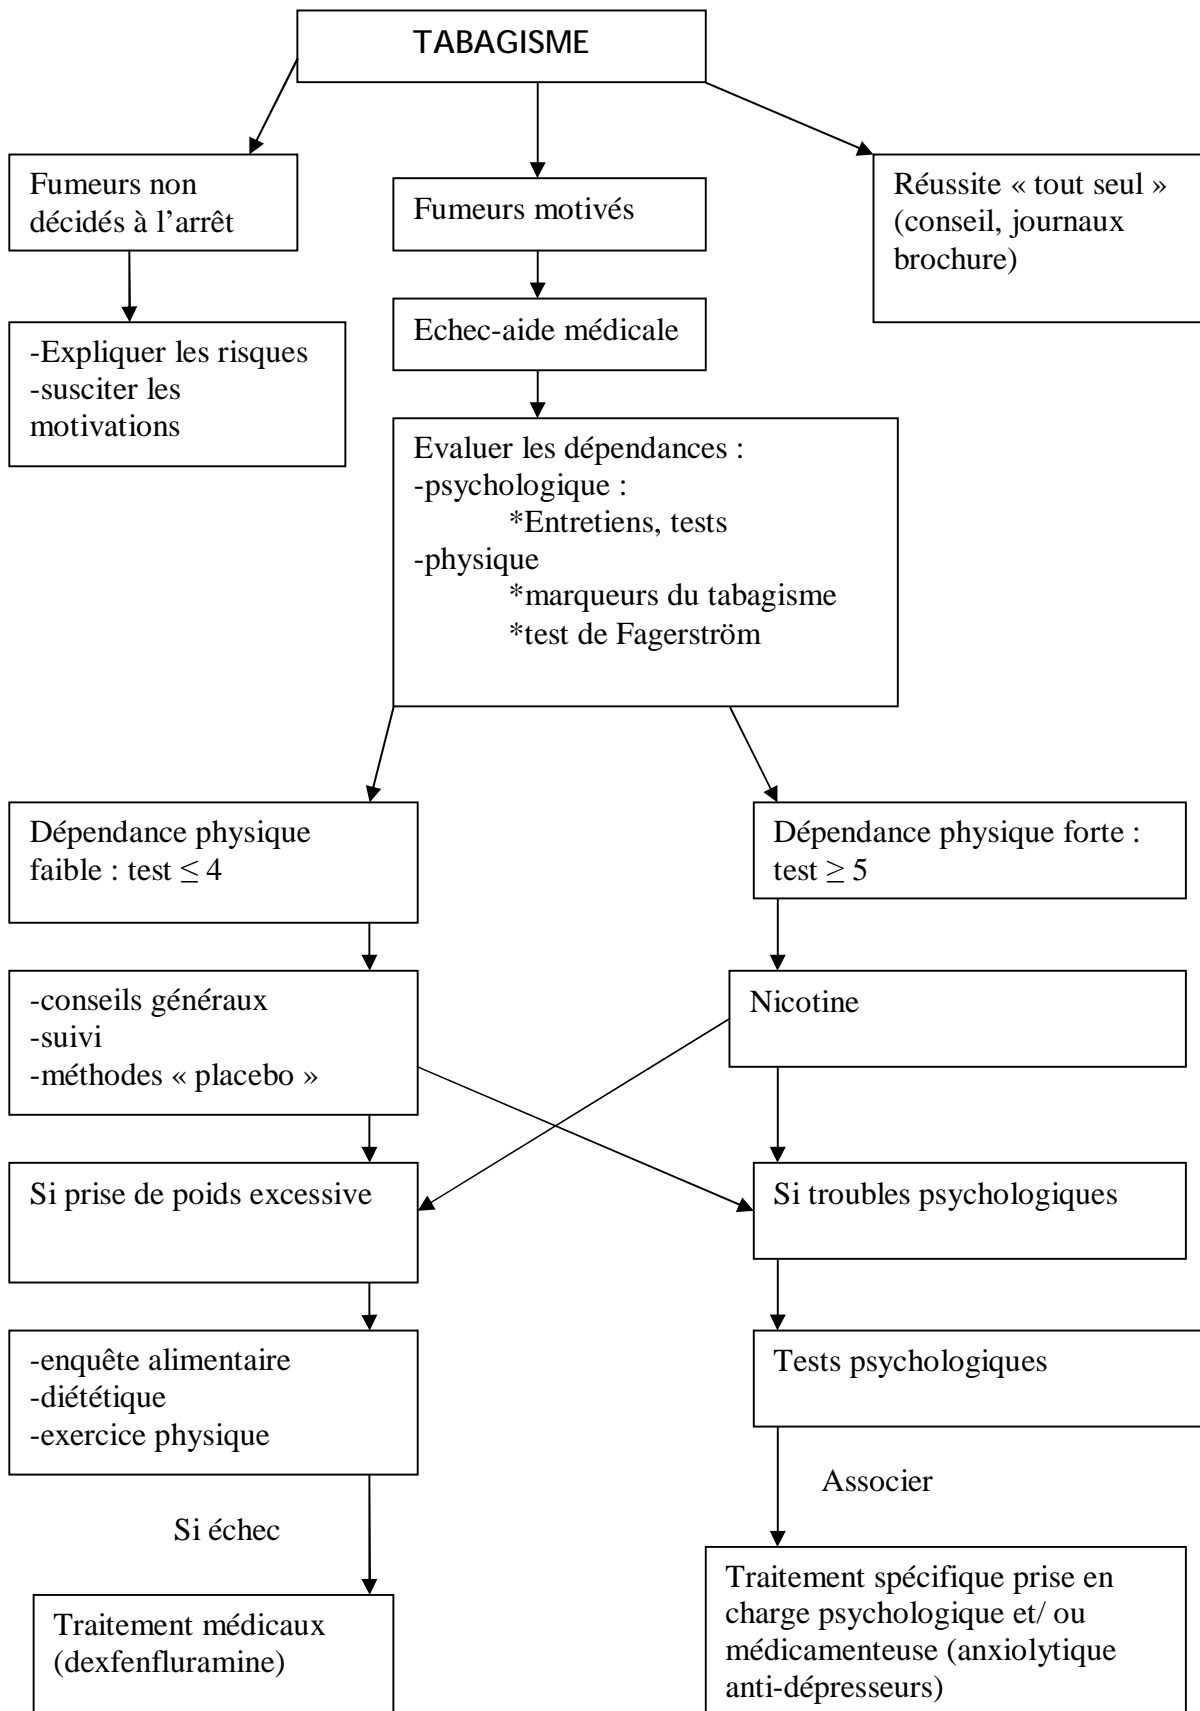 TABAGISME
Fumeurs non
décidés à l’arrêt
Fumeurs motivés
Réussite « tout seul »
(conseil, journaux
brochure)
-Expliquer les risques
-susciter les
motivations
Echec-aide médicale
Evaluer les dépendances :
-psychologique :
*Entretiens, tests
-physique
*marqueurs du tabagisme
*test de Fagerström
Dépendance physique
faible : test ≤ 4
Dépendance physique forte :
test ≥ 5
-conseils généraux
-suivi
-méthodes « placebo »
Nicotine
Si prise de poids excessive
Si troubles psychologiques
-enquête alimentaire
-diététique
-exercice physique
Tests psychologiques
Si échec
Associer
Traitement médicaux
(dexfenfluramine)
Traitement spécifique prise en
charge psychologique et/ ou
médicamenteuse (anxiolytique
anti-dépresseurs)